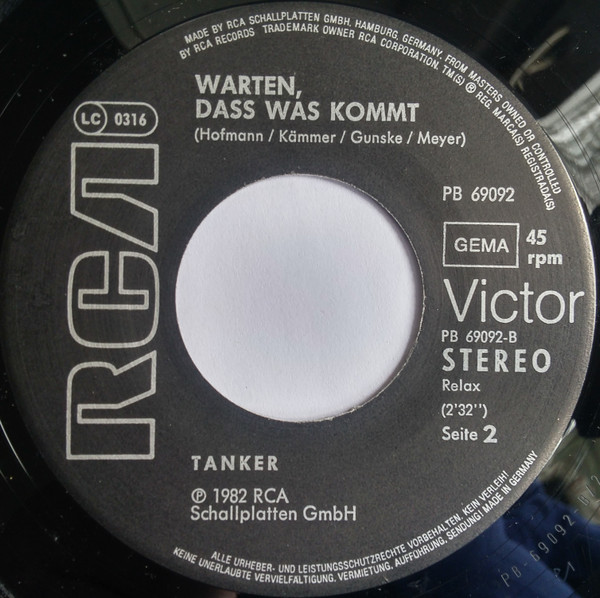 MADE BY RCA SCHALLPLATTEN GMBH, HAMBURG, GERMANY, FROM MASTERS OWNED OR CONTROLLED
BY RCA RECORDS TRADEMARK OWNER RCA CORPORATION, TM(S) ® REG. MARCA(S) REGISTRADA(S)
WARTEN,
DASS WAS KOMMT
(Hofmann / Kämmer / Gunske / Meyer)
LC 0316
RCA
PB 69092
GEMA
45
rpm
Victor
PB 69092-B
STEREO
Relax
(2'32'')
Seite 2
TANKER
℗ 1982 RCA
Schallplatten GmbH
ALLE URHEBER- UND LEISTUNGSSCHUTZRECHTE VORBEHALTEN. KEIN VERLEIH!
KEINE UNERLAUBTE VERVIELFÄLTIGUNG, VERMIETUNG, AUFFÜHRUNG, SENDUNG! MADE IN GERMANY
PB-69092